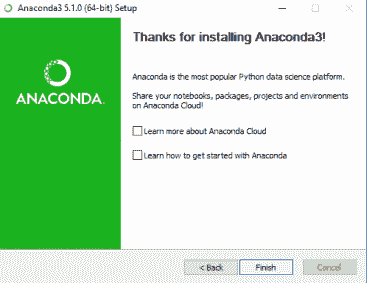 Anaconda3 5.1.0 (64-bit) Setup
Thanks for installing Anaconda3!
Anaconda is the most popular Python data science platform.
Share your notebooks, packages, projects and environments
on Anaconda Cloud!
ANACONDA.
Learn more about Anaconda Cloud
Learn how to get started with Anaconda
< Back
Finish
Cancel